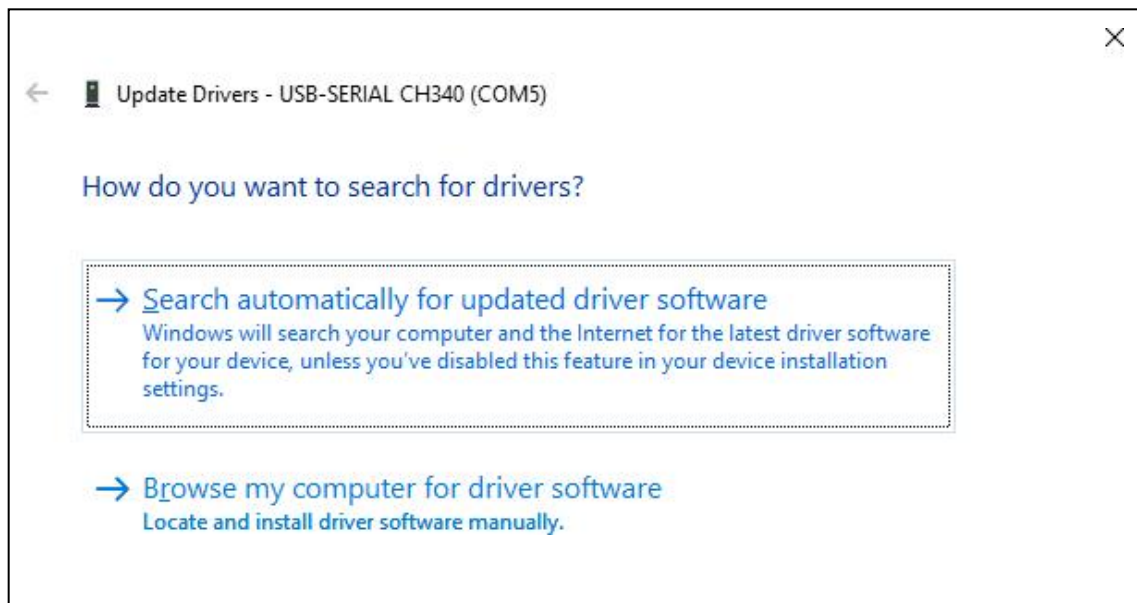 Update Drivers - USB-SERIAL CH340 (COM5)
How do you want to search for drivers?
Search automatically for updated driver software
Windows will search your computer and the Internet for the latest driver software
for your device, unless you've disabled this feature in your device installation
settings.
Browse my computer for driver software
Locate and install driver software manually.